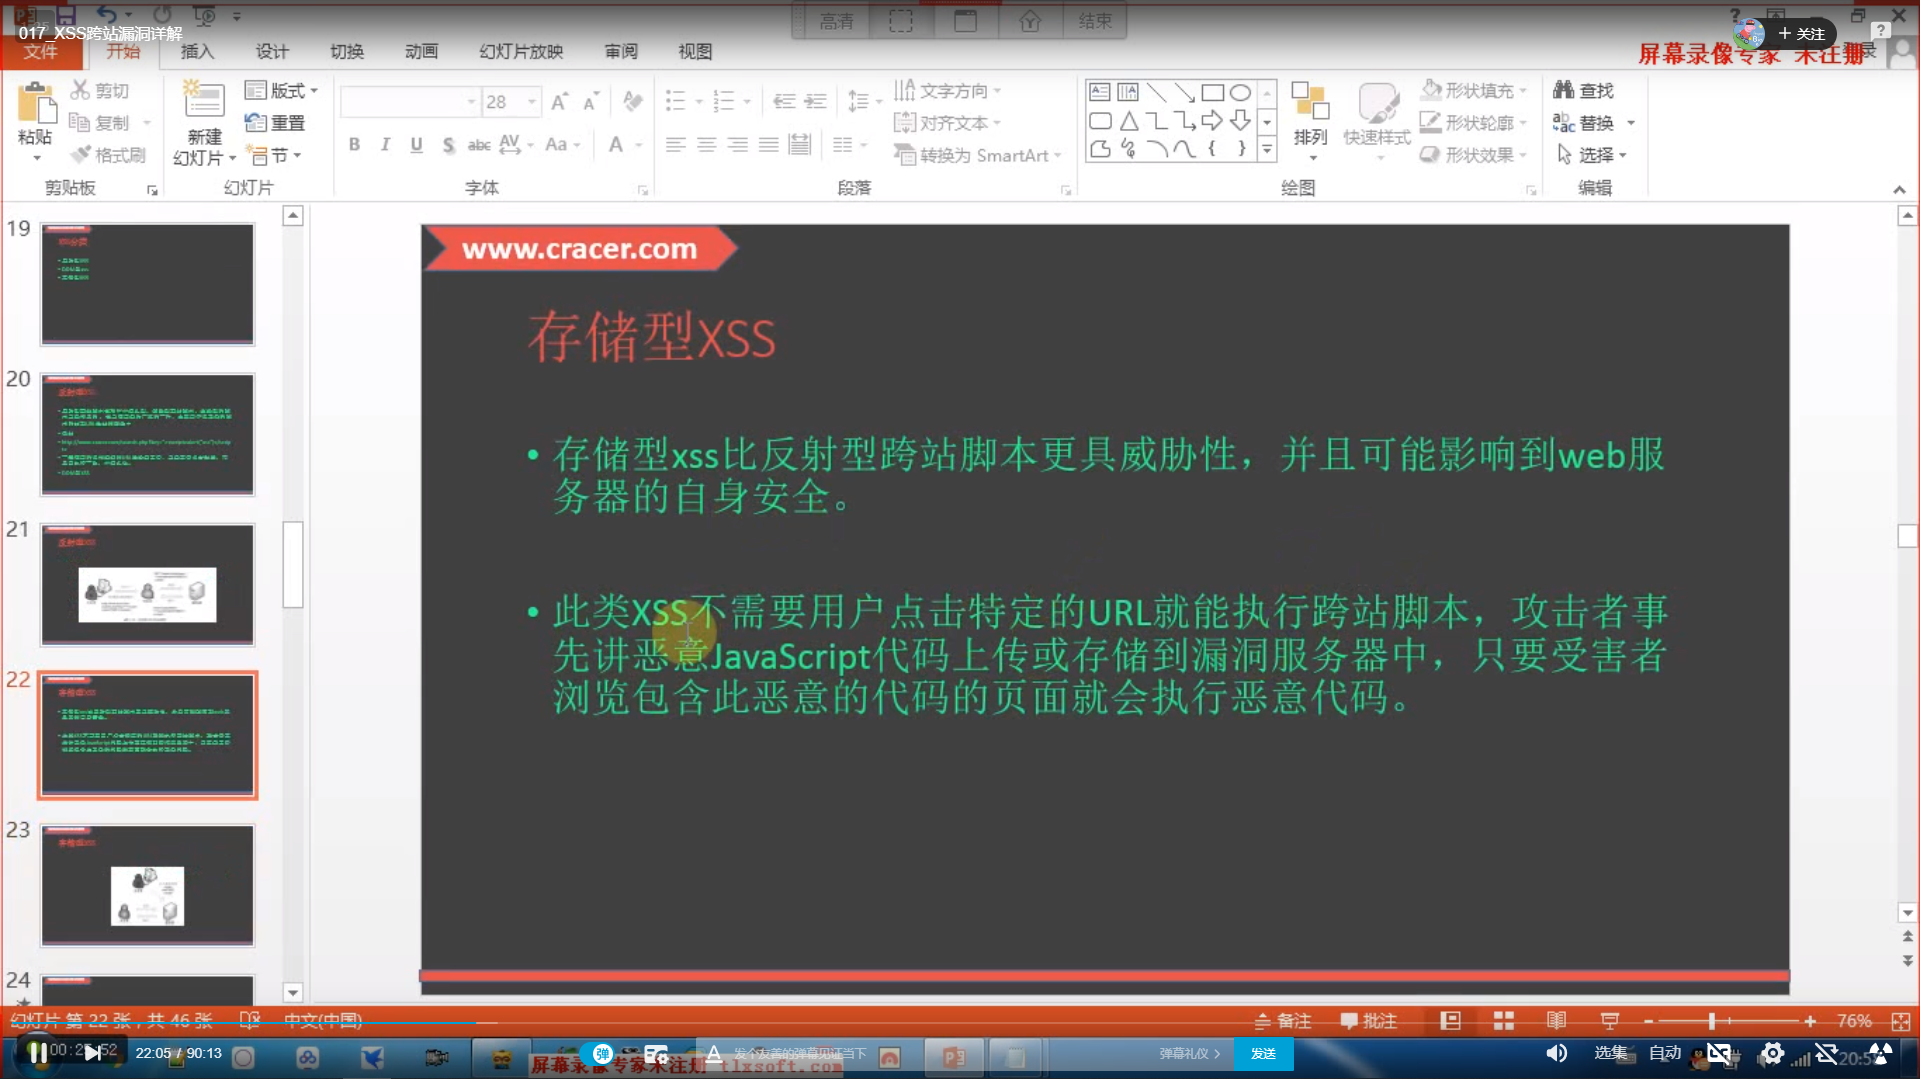 017_XSS跨站漏洞详解
高清 结束
+ 关注
屏幕录像专家 未注册
文件 开始 插入 设计 切换 动画 幻灯片放映 审阅 视图
粘贴
剪切
复制
格式刷
剪贴板
新建
幻灯片
版式
重置
节
幻灯片
28
B I U S abc AV Aa A
字体
文字方向
对齐文本
转换为 SmartArt
段落
排列
快速样式
形状填充
形状轮廓
形状效果
绘图
查找
替换
选择
编辑
19
20
21
22
23
24
www.cracer.com
存储型XSS
• 存储型xss比反射型跨站脚本更具威胁性，并且可能影响到web服
务器的自身安全。
• 此类XSS不需要用户点击特定的URL就能执行跨站脚本，攻击者事
先讲恶意JavaScript代码上传或存储到漏洞服务器中，只要受害者
浏览包含此恶意的代码的页面就会执行恶意代码。
幻灯片 第 22 张，共 46 张 中文(中国)
备注 批注 76%
22:05 / 90:13
弹
发个友善的弹幕见证当下
弹幕礼仪
发送
选集
自动
屏幕录像专家未注册 tlxsoft.com